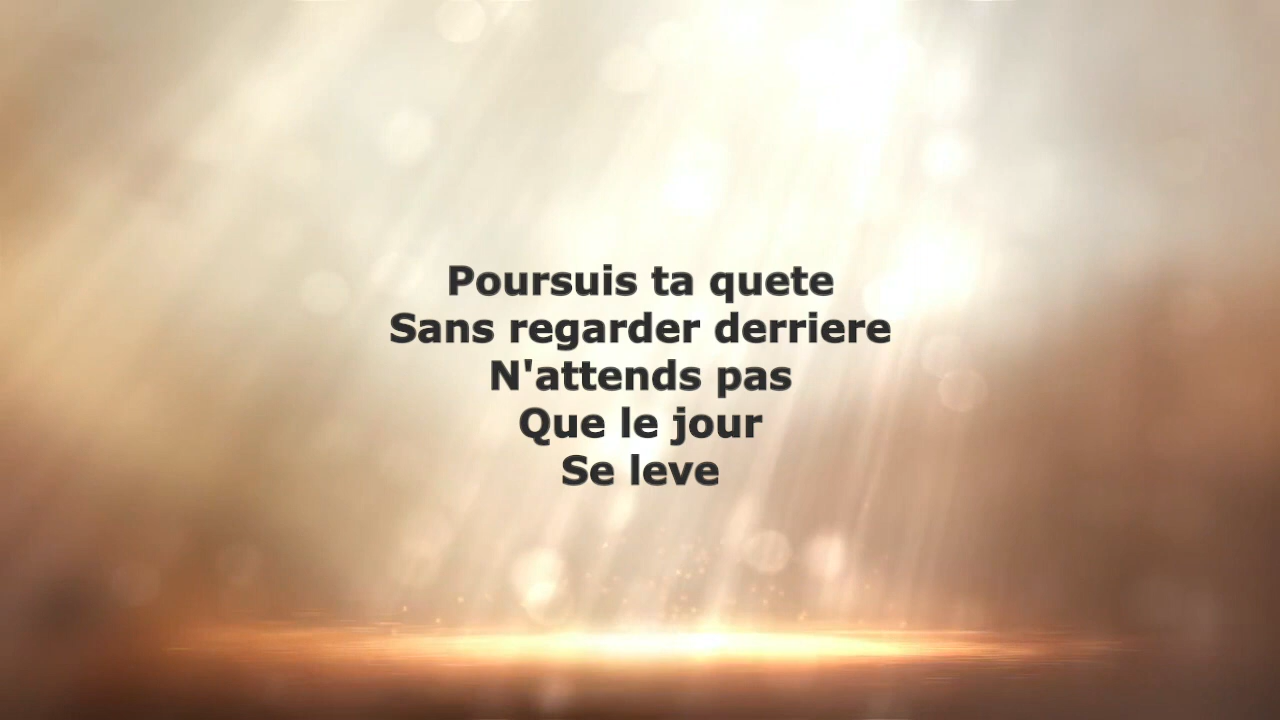 Poursuis ta quete
Sans regarder derriere
N'attends pas
Que le jour
Se leve